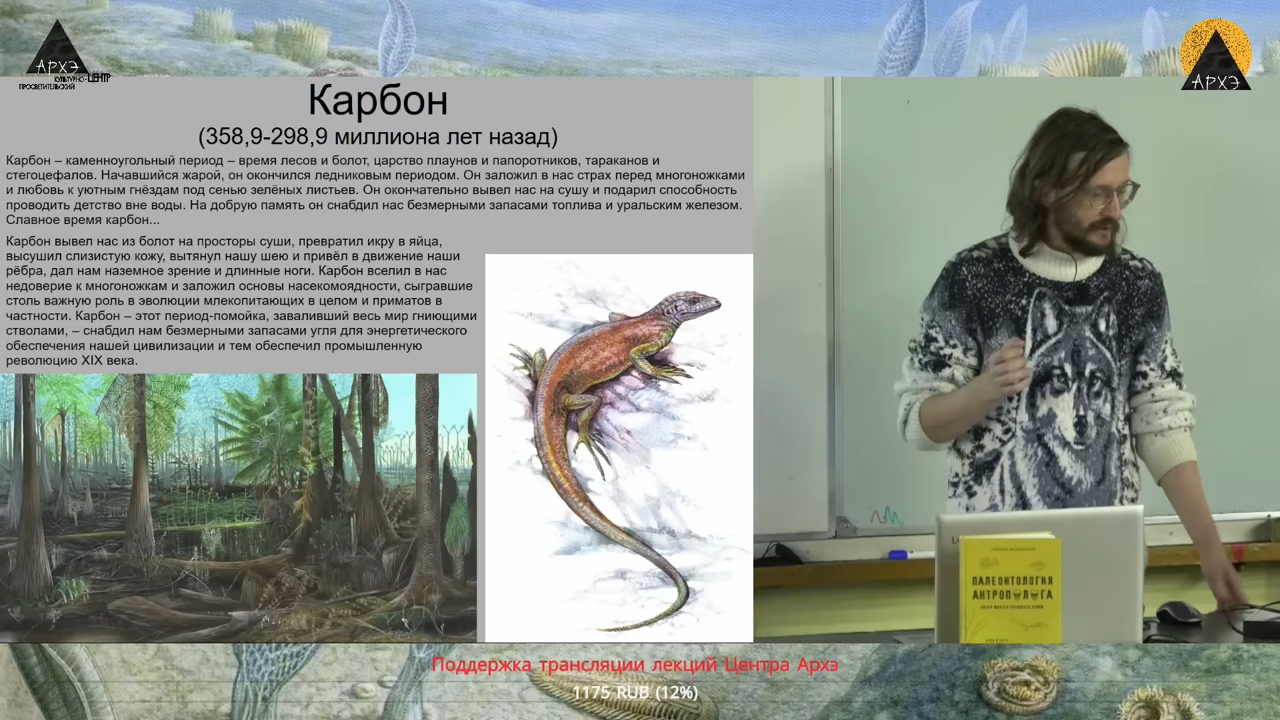 АРХЭ
КУЛЬТУРНО-
ЦЕНТР
ПРОСВЕТИТЕЛЬСКИЙ
АРХЭ
Карбон
(358,9-298,9 миллиона лет назад)
Карбон – каменноугольный период – время лесов и болот, царство плаунов и папоротников, тараканов и
стегоцефалов. Начавшийся жарой, он окончился ледниковым периодом. Он заложил в нас страх перед многоножками
и любовь к уютным гнёздам под сенью зелёных листьев. Он окончательно вывел нас на сушу и подарил способность
проводить детство вне воды. На добрую память он снабдил нас безмерными запасами топлива и уральским железом.
Славное время карбон...
Карбон вывел нас из болот на просторы суши, превратил икру в яйца,
высушил слизистую кожу, вытянул нашу шею и привёл в движение наши
рёбра, дал нам наземное зрение и длинные ноги. Карбон вселил в нас
недоверие к многоножкам и заложил основы насекомоядности, сыгравшие
столь важную роль в эволюции млекопитающих в целом и приматов в
частности. Карбон – этот период-помойка, заваливший весь мир гниющими
стволами, – снабдил нам безмерными запасами угля для энергетического
обеспечения нашей цивилизации и тем обеспечил промышленную
революцию XIX века.
ПАЛЕОНТОЛОГИЯ
АНТРОПОЛОГА
Поддержка трансляции лекций Центра Архэ
1175 RUB (12%)